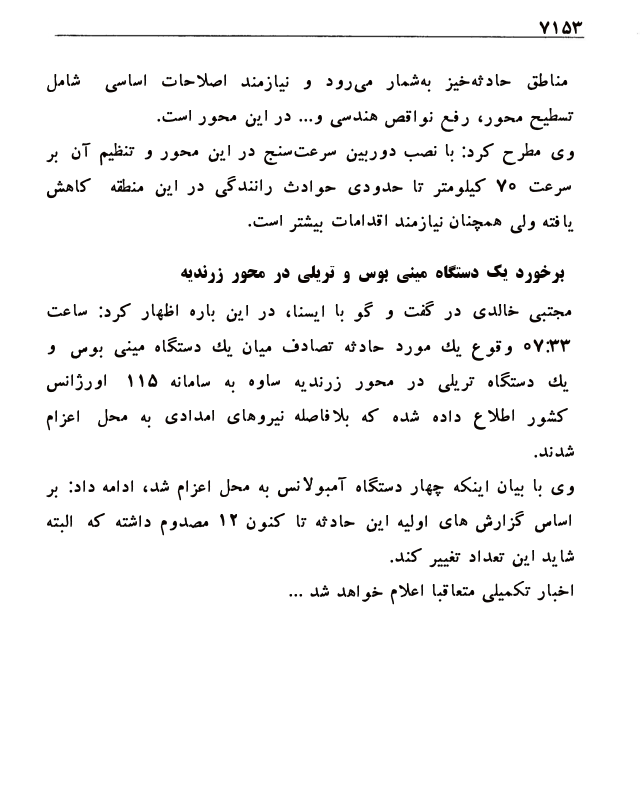 ۷۱۵۳
مناطق حادثه‌خیز به‌شمار می‌رود و نیازمند اصلاحات اساسی شامل
تسطیح محور، رفع نواقص هندسی و... در این محور است.
وی مطرح کرد: با نصب دوربین سرعت‌سنج در این محور و تنظیم آن بر
سرعت ۷۰ کیلومتر تا حدودی حوادث رانندگی در این منطقه کاهش
یافته ولی همچنان نیازمند اقدامات بیشتر است.
برخورد یک دستگاه مینی بوس و تریلی در محور زرندیه
مجتبی خالدی در گفت و گو با ایسنا، در این باره اظهار کرد: ساعت
۰۷:۳۳ وقوع یك مورد حادثه تصادف میان یك دستگاه مینی بوس و
یك دستگاه تریلی در محور زرندیه ساوه به سامانه ۱۱۵ اورژانس
کشور اطلاع داده شده که بلافاصله نیروهای امدادی به محل اعزام
شدند.
وی با بیان اینکه چهار دستگاه آمبولانس به محل اعزام شد، ادامه داد: بر
اساس گزارش های اولیه این حادثه تا کنون ۱۲ مصدوم داشته که البته
شاید این تعداد تغییر کند.
اخبار تکمیلی متعاقبا اعلام خواهد شد ...